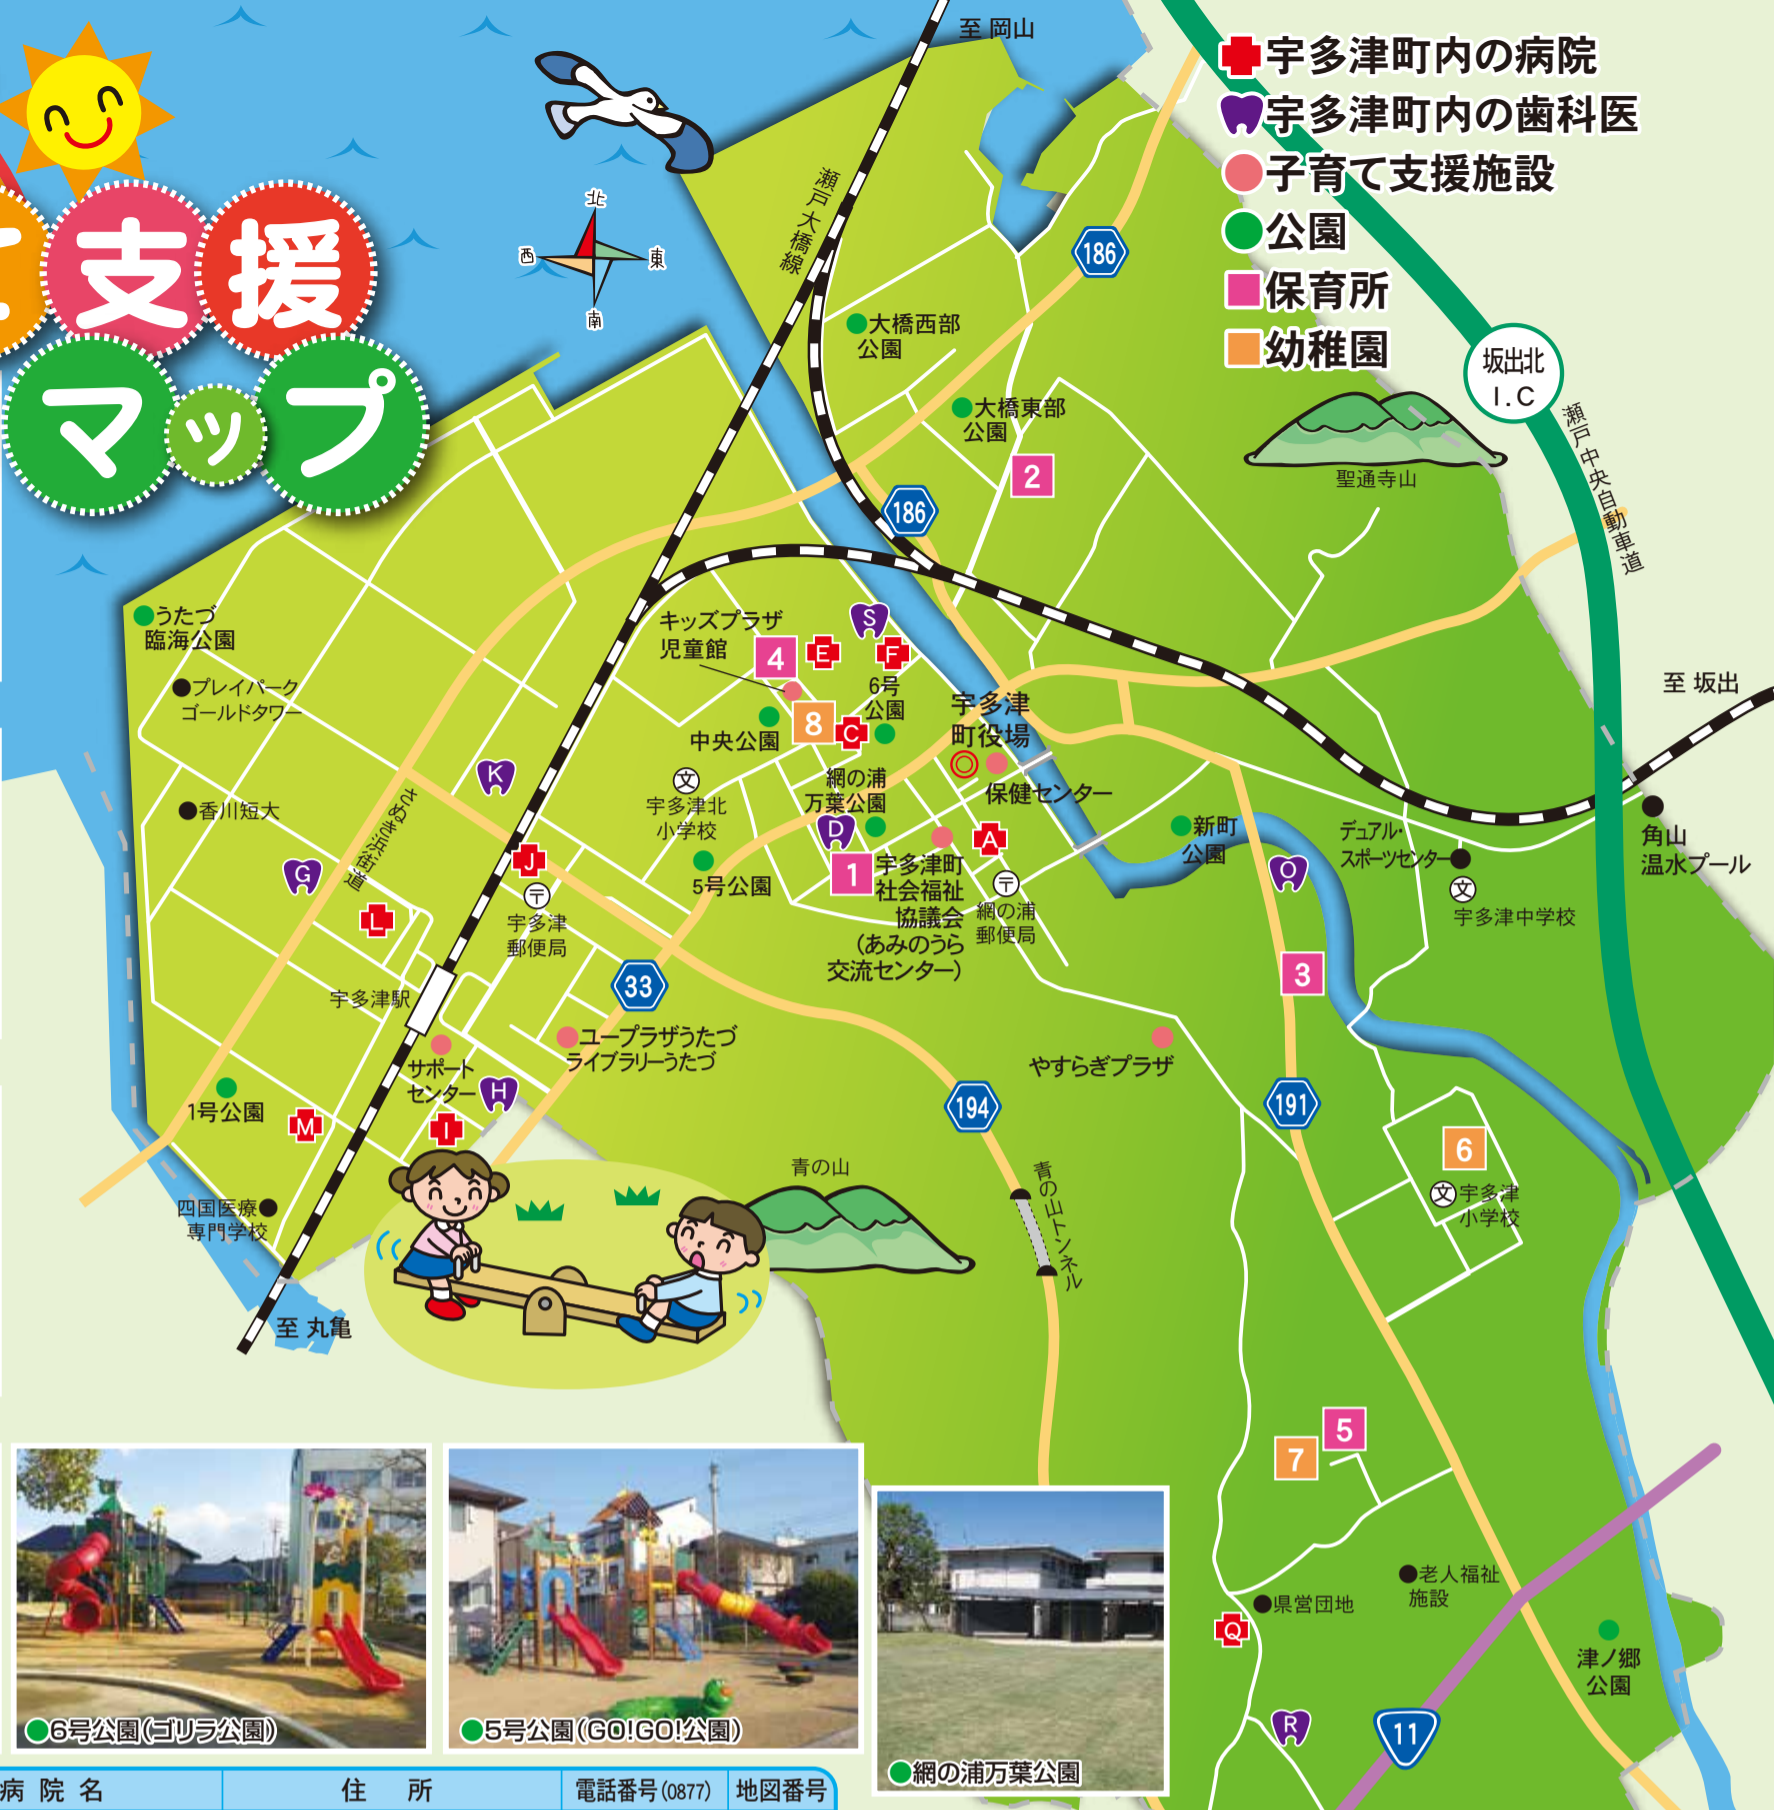 至 岡山
宇多津町内の病院
宇多津町内の歯科医
子育て支援施設
公園
保育所
幼稚園
て
支援
マップ
北
西
東
南
瀬戸大橋線
186
大橋西部
公園
大橋東部
公園
2
坂出北
I.C
瀬戸中央自動車道
聖通寺山
186
うたづ
臨海公園
プレイパーク
ゴールドタワー
キッズプラザ
児童館
4
E
S
F
6号
公園
8
C
中央公園
宇多津
町役場
保健センター
至 坂出
K
文
宇多津北
小学校
網の浦
万葉公園
D
A
1
5号公園
宇多津町
社会福祉
協議会
(あみのうら
交流センター)
〒
網の浦
郵便局
新町
公園
O
デュアル・
スポーツセンター
文
宇多津中学校
角山
温水プール
香川短大
さぬき浜街道
G
L
J
〒
宇多津
郵便局
宇多津駅
33
3
ユープラザうたづ
ライブラリーうたづ
サポート
センター
H
I
M
1号公園
やすらぎプラザ
194
191
6
文
宇多津
小学校
四国医療
専門学校
至 丸亀
青の山
青の山トンネル
5
7
老人福祉
施設
県営団地
Q
津ノ郷
公園
R
11
6号公園(ゴリラ公園)
5号公園(GO!GO!公園)
網の浦万葉公園
病院名
住所
電話番号(0877)
地図番号